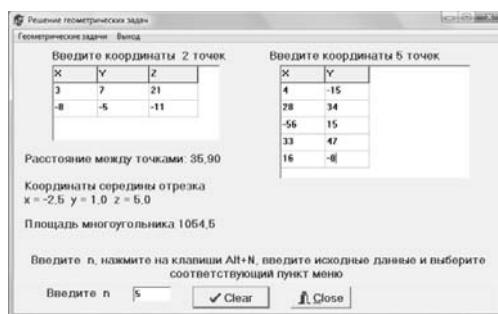 Решение геометрических задач
Геометрические задачи Выход
Введите координаты 2 точек
X Y Z
3 7 21
-8 -5 -11
Введите координаты 5 точек
X Y
4 -15
28 34
-56 15
33 47
16 -8
Расстояние между точками: 35,90
Координаты середины отрезка
x = -2,5 y = 1,0 z = 5,0
Площадь многоугольника 1054,5
Введите n, нажмите на клавиши Alt+N, введите исходные данные и выберите
соответствующий пункт меню
Введите n 5 Clear Close